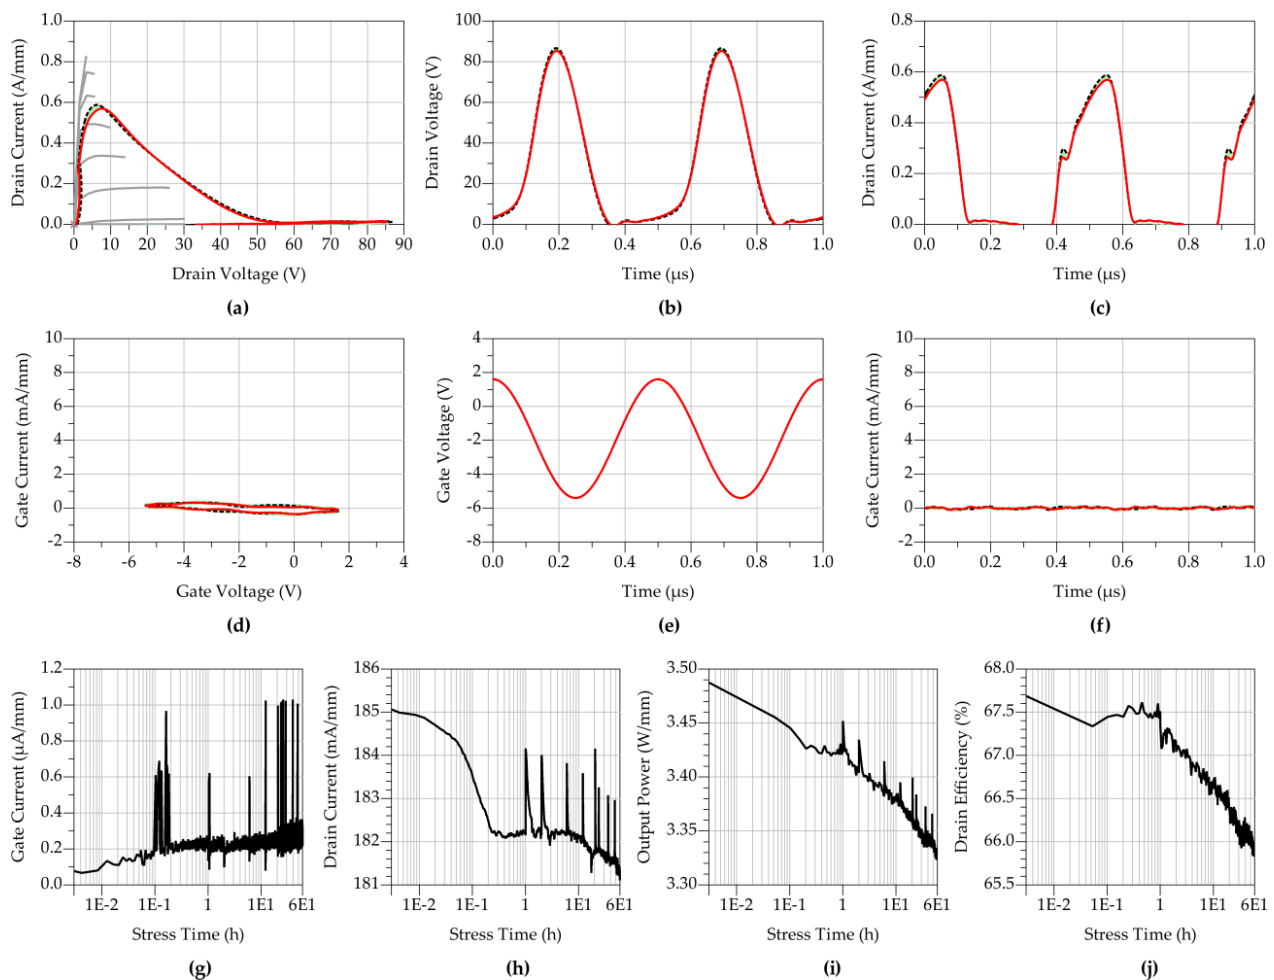 Drain Current (A/mm)
1.0
0.8
0.6
0.4
0.2
0.0
0 10 20 30 40 50 60 70 80 90
Drain Voltage (V)
(a)
Drain Voltage (V)
100
80
60
40
20
0
0.0 0.2 0.4 0.6 0.8 1.0
Time (µs)
(b)
Drain Current (A/mm)
0.8
0.6
0.4
0.2
0.0
0.0 0.2 0.4 0.6 0.8 1.0
Time (µs)
(c)
Gate Current (mA/mm)
10
8
6
4
2
0
-2
-8 -6 -4 -2 0 2 4
Gate Voltage (V)
(d)
Gate Voltage (V)
4
2
0
-2
-4
-6
-8
0.0 0.2 0.4 0.6 0.8 1.0
Time (µs)
(e)
Gate Current (mA/mm)
10
8
6
4
2
0
-2
0.0 0.2 0.4 0.6 0.8 1.0
Time (µs)
(f)
Gate Current (µA/mm)
1.2
1.0
0.8
0.6
0.4
0.2
0.0
1E-2 1E-1 1 1E1 6E1
Stress Time (h)
(g)
Drain Current (mA/mm)
186
185
184
183
182
181
1E-2 1E-1 1 1E1 6E1
Stress Time (h)
(h)
Output Power (W/mm)
3.50
3.45
3.40
3.35
3.30
1E-2 1E-1 1 1E1 6E1
Stress Time (h)
(i)
Drain Efficiency (%)
68.0
67.5
67.0
66.5
66.0
65.5
1E-2 1E-1 1 1E1 6E1
Stress Time (h)
(j)